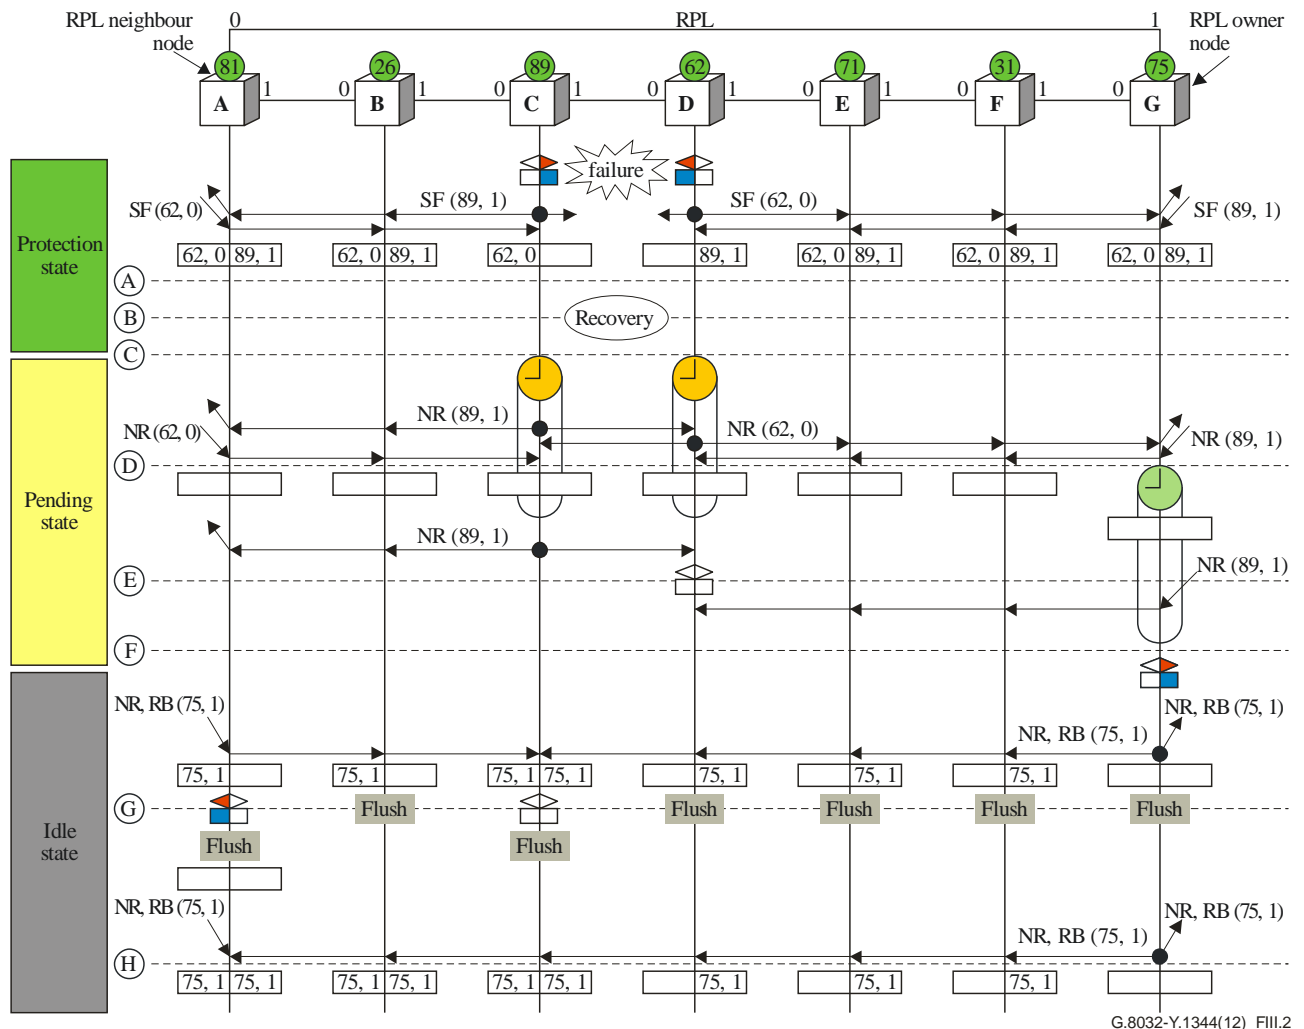 RPL neighbour node
0
RPL
1
RPL owner node
81 26 89 62 71 31 75
A 1 0 B 1 0 C 1 0 D 1 0 E 1 0 F 1 0 G
failure
SF (62, 0)
SF (89, 1)
SF (62, 0)
SF (89, 1)
Protection state
62, 0 89, 1
62, 0 89, 1
62, 0
89, 1
62, 0 89, 1
62, 0 89, 1
62, 0 89, 1
A
B
Recovery
C
NR (89, 1)
NR (62, 0)
NR (62, 0)
NR (89, 1)
D
Pending state
NR (89, 1)
E
NR (89, 1)
F
NR, RB (75, 1)
NR, RB (75, 1)
NR, RB (75, 1)
75, 1
75, 1
75, 1 75, 1
75, 1
75, 1
75, 1
G
Flush
Flush
Flush
Flush
Flush
Idle state
Flush
Flush
NR, RB (75, 1)
NR, RB (75, 1)
NR, RB (75, 1)
H
75, 1 75, 1
75, 1 75, 1
75, 1 75, 1
75, 1
75, 1
75, 1
G.8032-Y.1344(12)_FIII.2